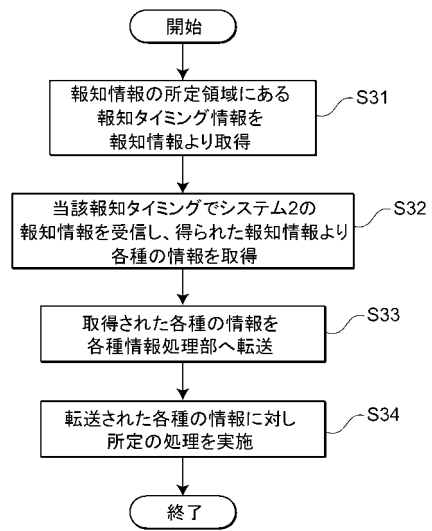 開始
報知情報の所定領域にある
報知タイミング情報を
報知情報より取得
S31
当該報知タイミングでシステム2の
報知情報を受信し、得られた報知情報より
各種の情報を取得
S32
取得された各種の情報を
各種情報処理部へ転送
S33
転送された各種の情報に対し
所定の処理を実施
S34
終了